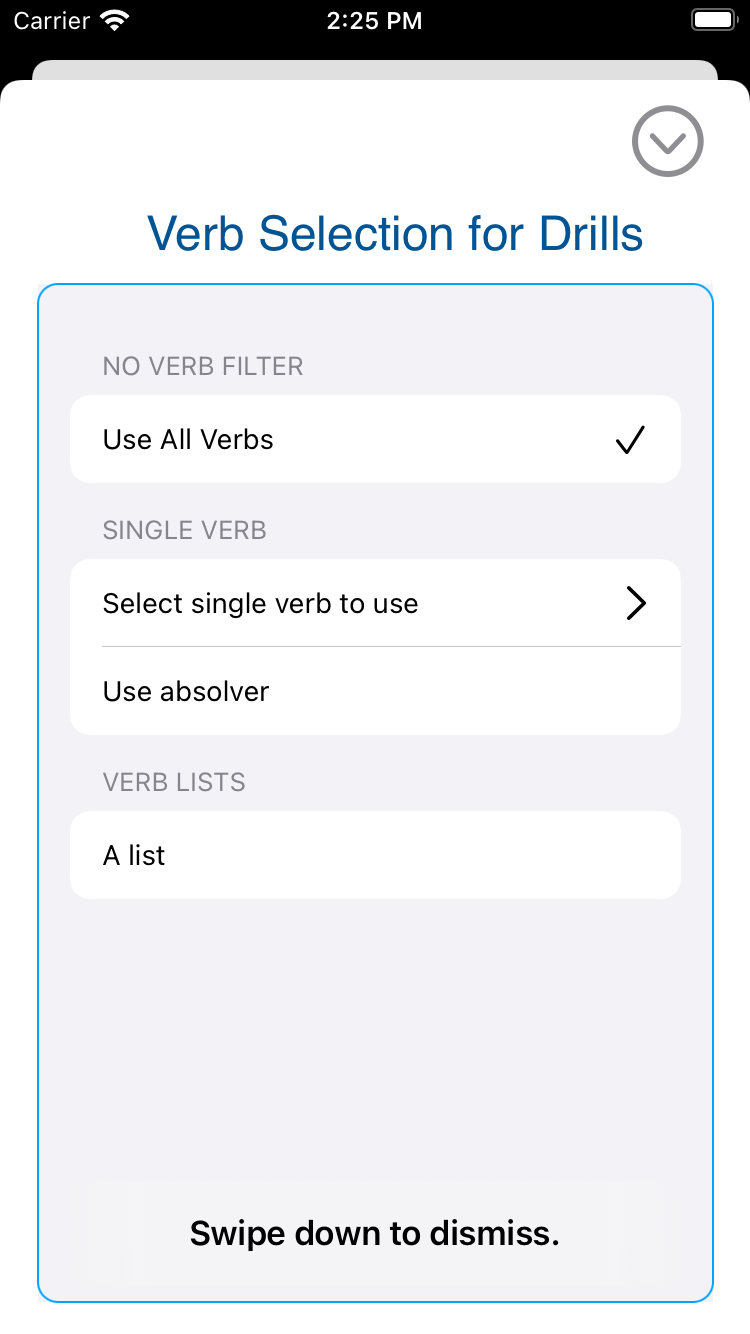 Carrier 2:25 PM
Verb Selection for Drills
NO VERB FILTER
Use All Verbs
SINGLE VERB
Select single verb to use
Use absolver
VERB LISTS
A list
Swipe down to dismiss.